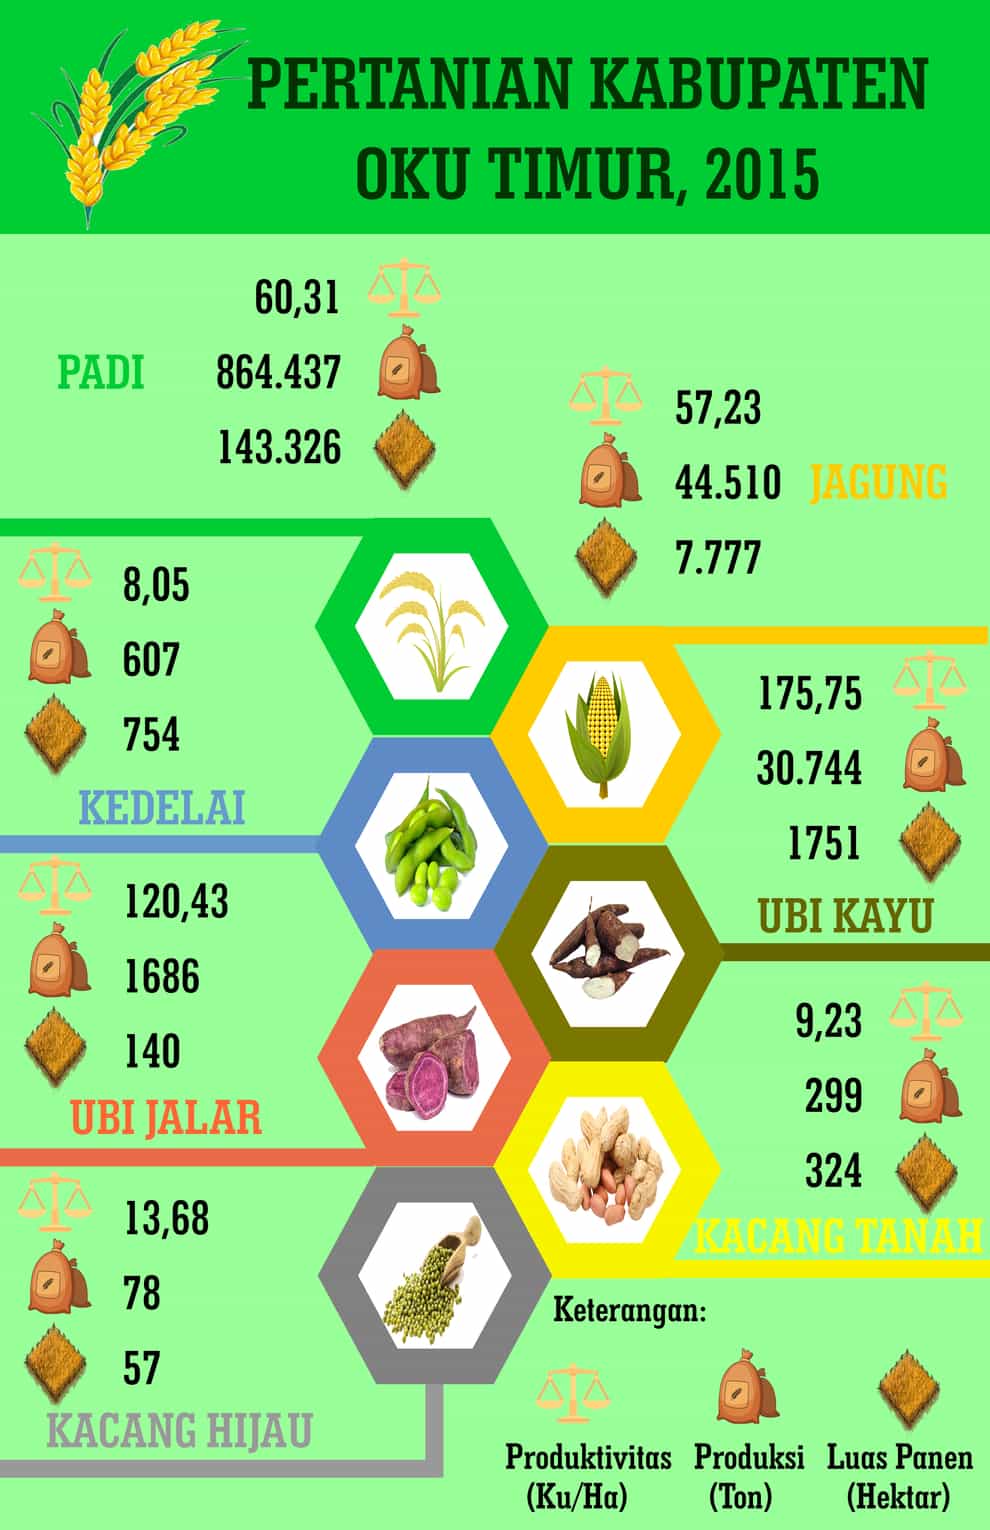 PERTANIAN KABUPATEN
OKU TIMUR, 2015
60,31
PADI 864.437
143.326
57,23
44.510 JAGUNG
7.777
8,05
607
754
KEDELAI
175,75
30.744
1751
UBI KAYU
120,43
1686
140
UBI JALAR
9,23
299
324
KACANG TANAH
13,68
78
57
KACANG HIJAU
Keterangan:
Produktivitas Produksi Luas Panen
(Ku/Ha) (Ton) (Hektar)